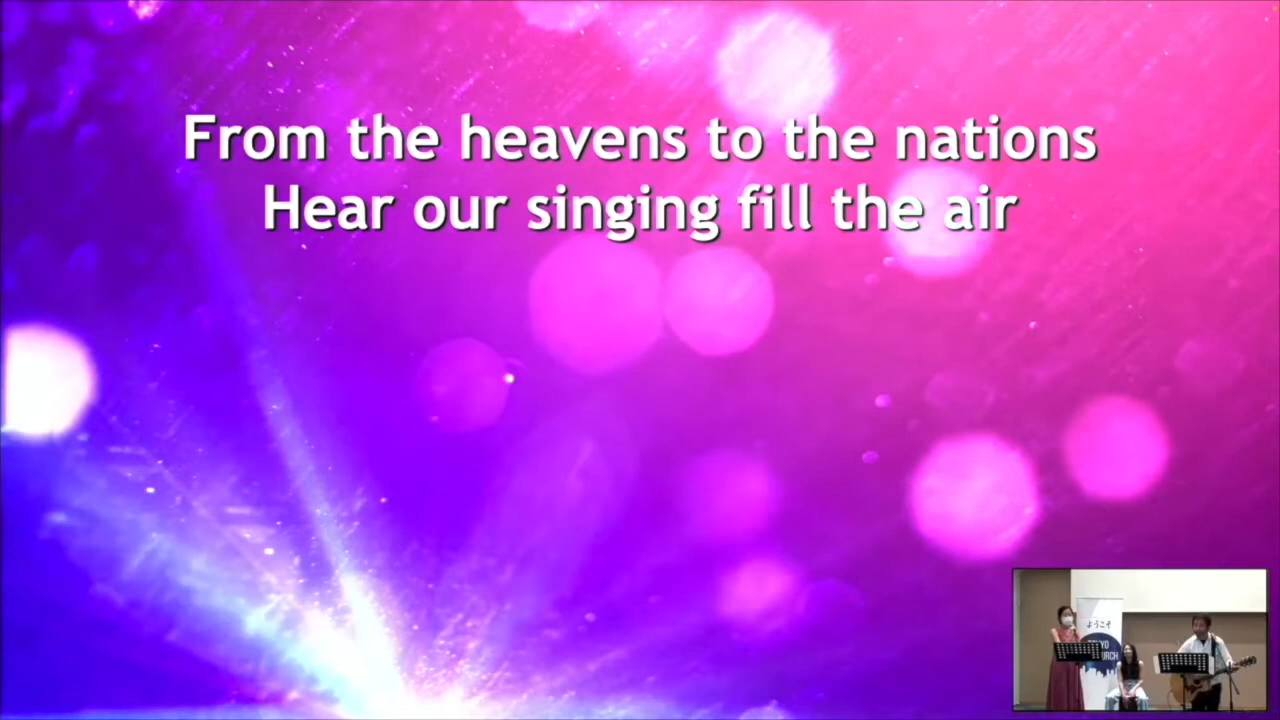 From the heavens to the nations
Hear our singing fill the air
ようこそ